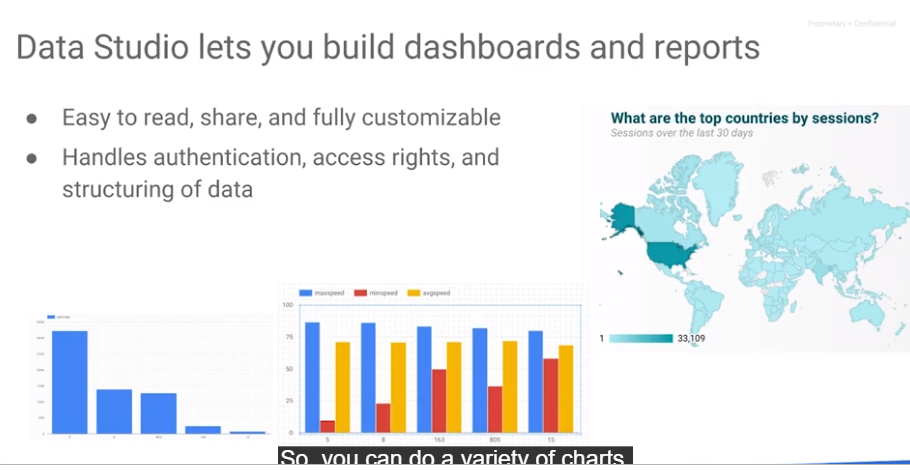 Proprietary + Confidential
Data Studio lets you build dashboards and reports
● Easy to read, share, and fully customizable
● Handles authentication, access rights, and
structuring of data
What are the top countries by sessions?
Sessions over the last 30 days
1 33,109
maxspeed minspeed avgspeed
100
75
50
25
0
5 8 163 805 15
So, you can do a variety of charts.